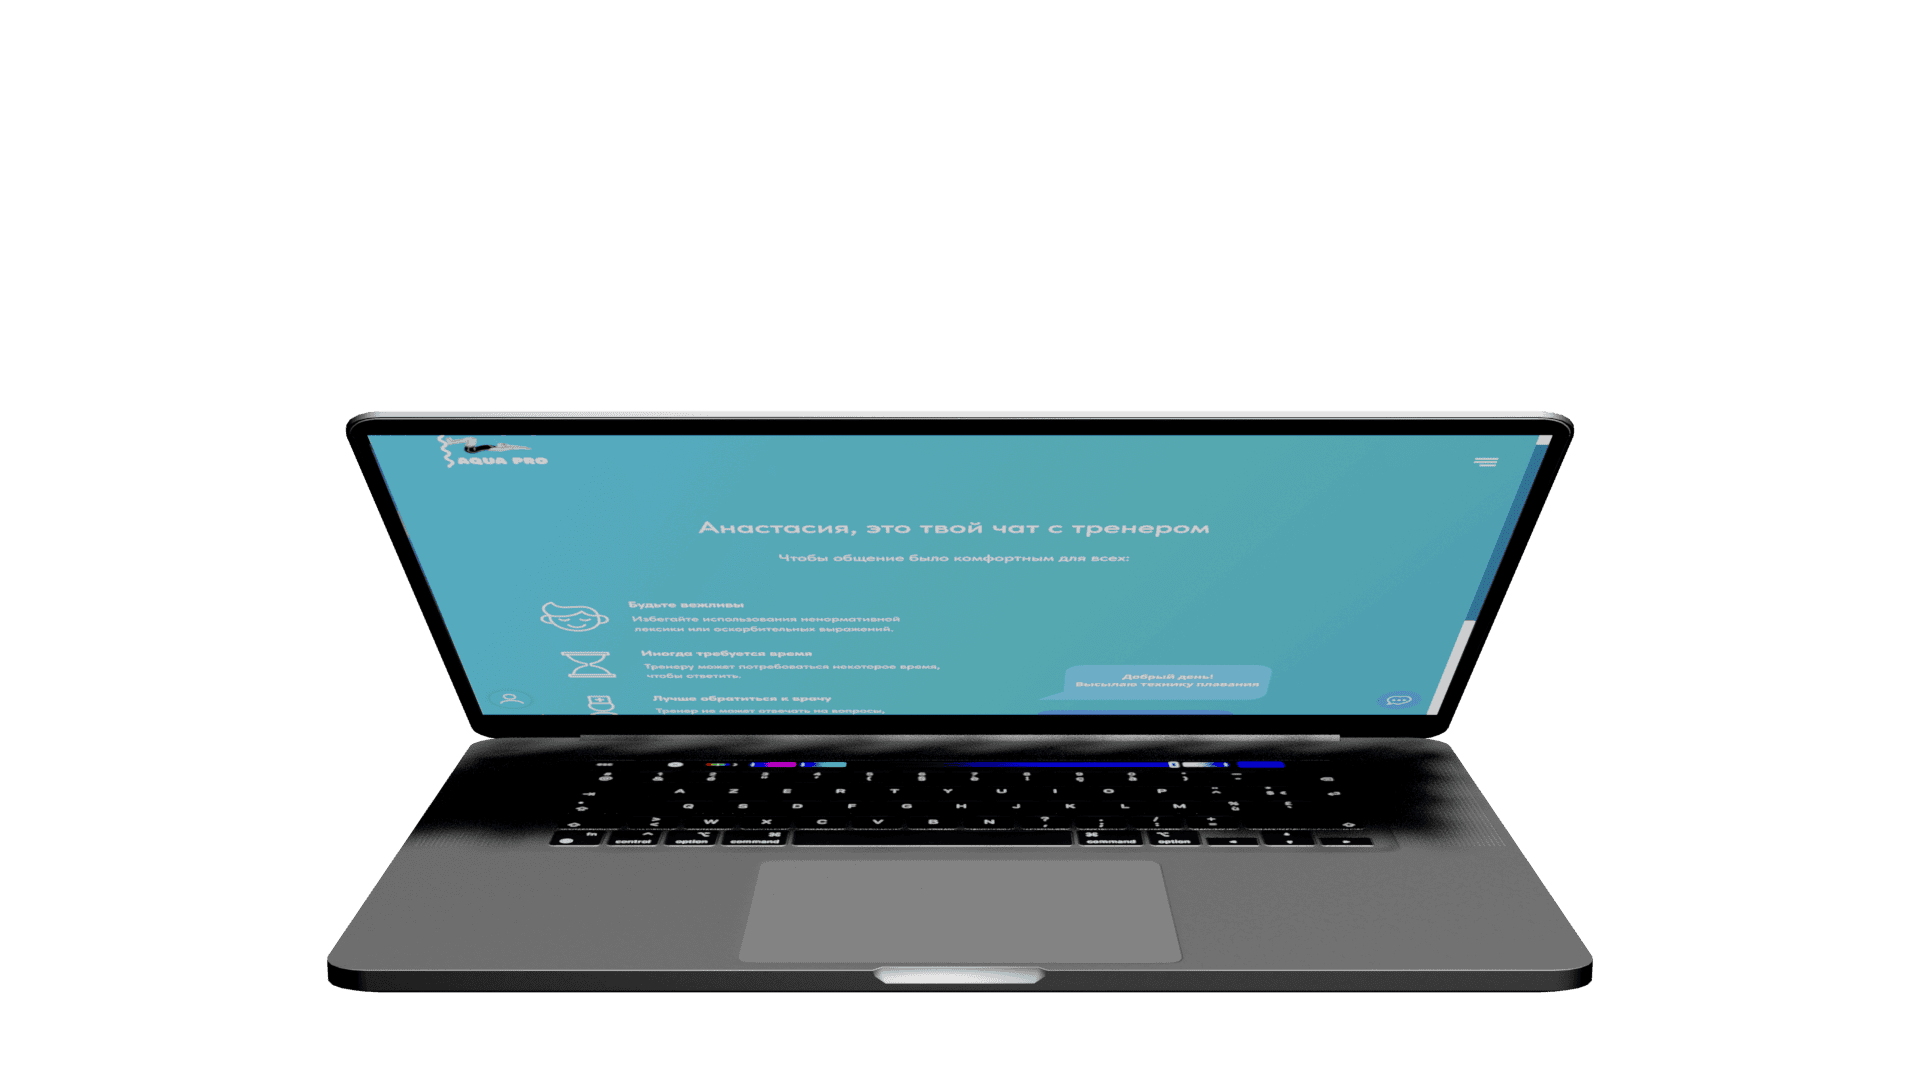 AQUA PRO
Анастасия, это твой чат с тренером
Чтобы общение было комфортным для всех:
Будьте вежливы
Избегайте использования ненормативной
лексики или оскорбительных выражений.
Иногда требуется время
Тренеру может потребоваться некоторое время,
чтобы ответить.
Лучше обратиться к врачу
Тренер не может отвечать на вопросы,
Добрый день!
Высылаю технику плавания
A Z E R T Y U I O P
Q S D F G H J K L M
W X C V B N
fn control option command command option